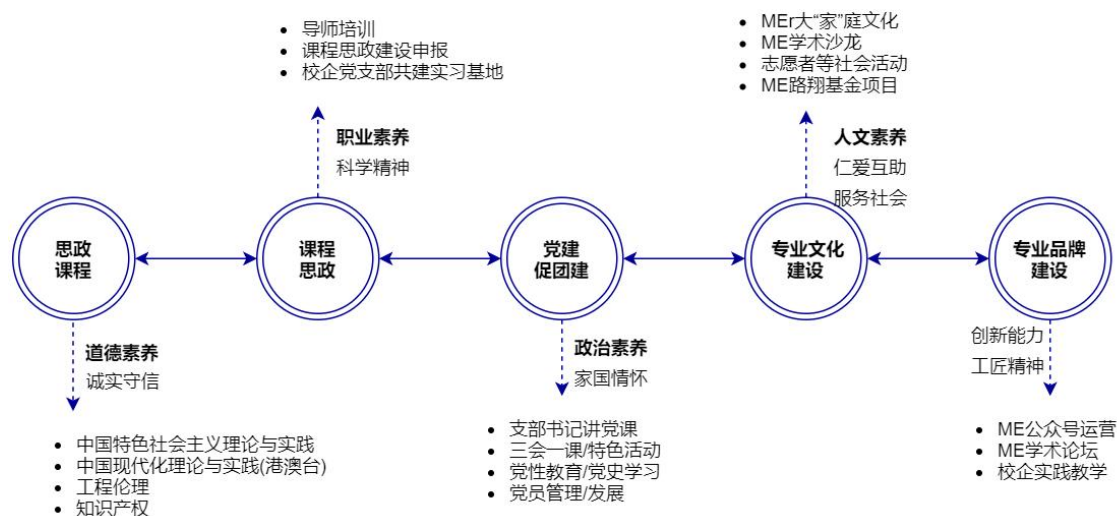 导师培训
课程思政建设申报
校企党支部共建实习基地
MEr大“家”庭文化
ME学术沙龙
志愿者等社会活动
ME路翔基金项目
职业素养
科学精神
人文素养
仁爱互助
服务社会
思政
课程
课程
思政
党建
促团建
专业文化
建设
专业品牌
建设
道德素养
诚实守信
政治素养
家国情怀
创新能力
工匠精神
中国特色社会主义理论与实践
中国现代化理论与实践(港澳台)
工程伦理
知识产权
支部书记讲党课
三会一课/特色活动
党性教育/党史学习
党员管理/发展
ME公众号运营
ME学术论坛
校企实践教学